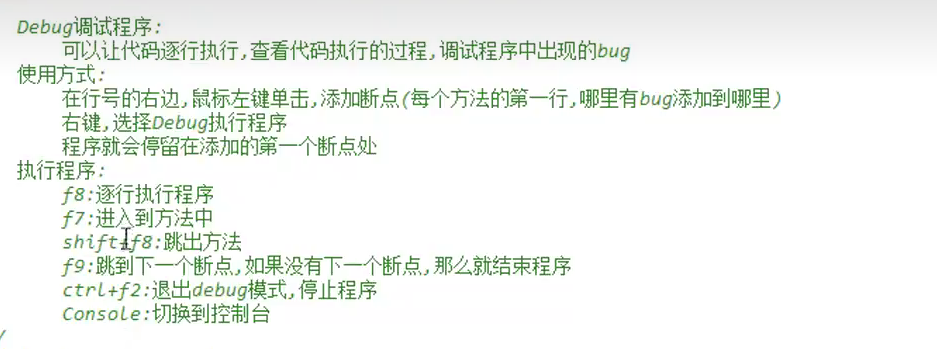 Debug调试程序:
可以让代码逐行执行,查看代码执行的过程,调试程序中出现的bug
使用方式:
在行号的右边,鼠标左键单击,添加断点(每个方法的第一行,哪里有bug添加到哪里)
右键,选择Debug执行程序
程序就会停留在添加的第一个断点处
执行程序:
f8:逐行执行程序
f7:进入到方法中
shift+f8:跳出方法
f9:跳到下一个断点,如果没有下一个断点,那么就结束程序
ctrl+f2:退出debug模式,停止程序
Console:切换到控制台
/